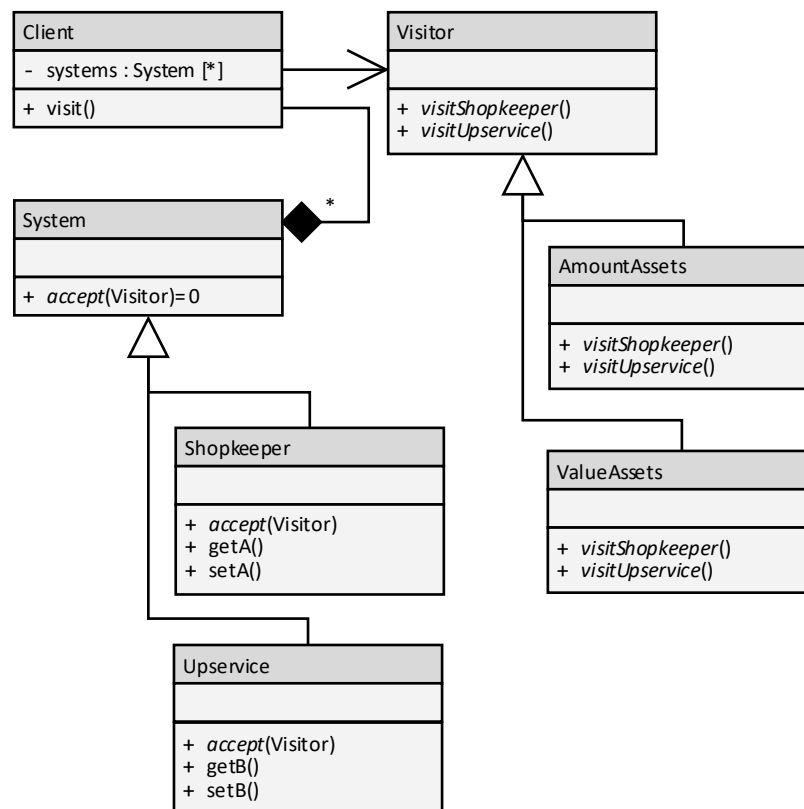 Client
- systems : System [*]
+ visit()
Visitor
+ visitShopkeeper()
+ visitUpservice()
*
System
+ accept(Visitor)= 0
AmountAssets
+ visitShopkeeper()
+ visitUpservice()
Shopkeeper
+ accept(Visitor)
+ getA()
+ setA()
ValueAssets
+ visitShopkeeper()
+ visitUpservice()
Upservice
+ accept(Visitor)
+ getB()
+ setB()